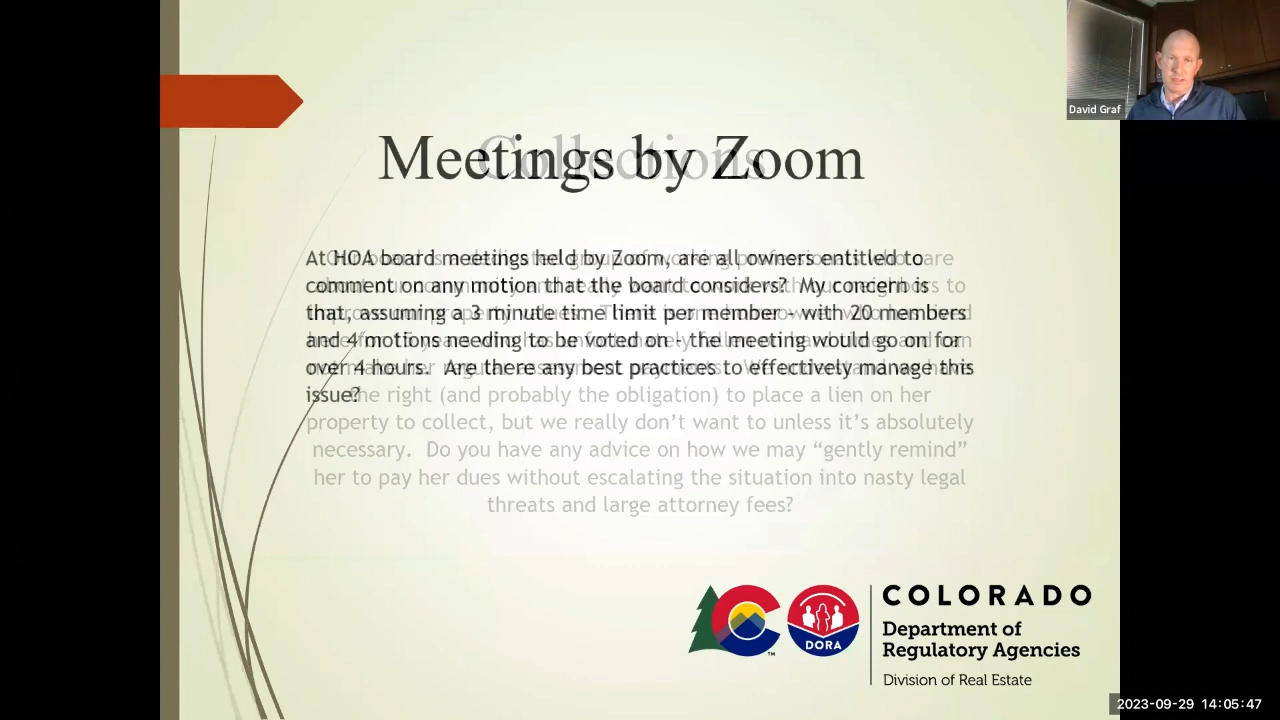 David Graf
Collections
Meetings by Zoom
At HOA board meetings held by Zoom, are all owners entitled to
comment on any motion that the board considers? My concern is
that, assuming a 3 minute time limit per member - with 20 members
and 4 motions needing to be voted on - the meeting would go on for
over 4 hours. Are there any best practices to effectively manage this
issue?
the right (and probably the obligation) to place a lien on her
property to collect, but we really don’t want to unless it’s absolutely
necessary. Do you have any advice on how we may “gently remind”
her to pay her dues without escalating the situation into nasty legal
threats and large attorney fees?
COLORADO
Department of
Regulatory Agencies
Division of Real Estate
DORA
TM
2023-09-29 14:05:47